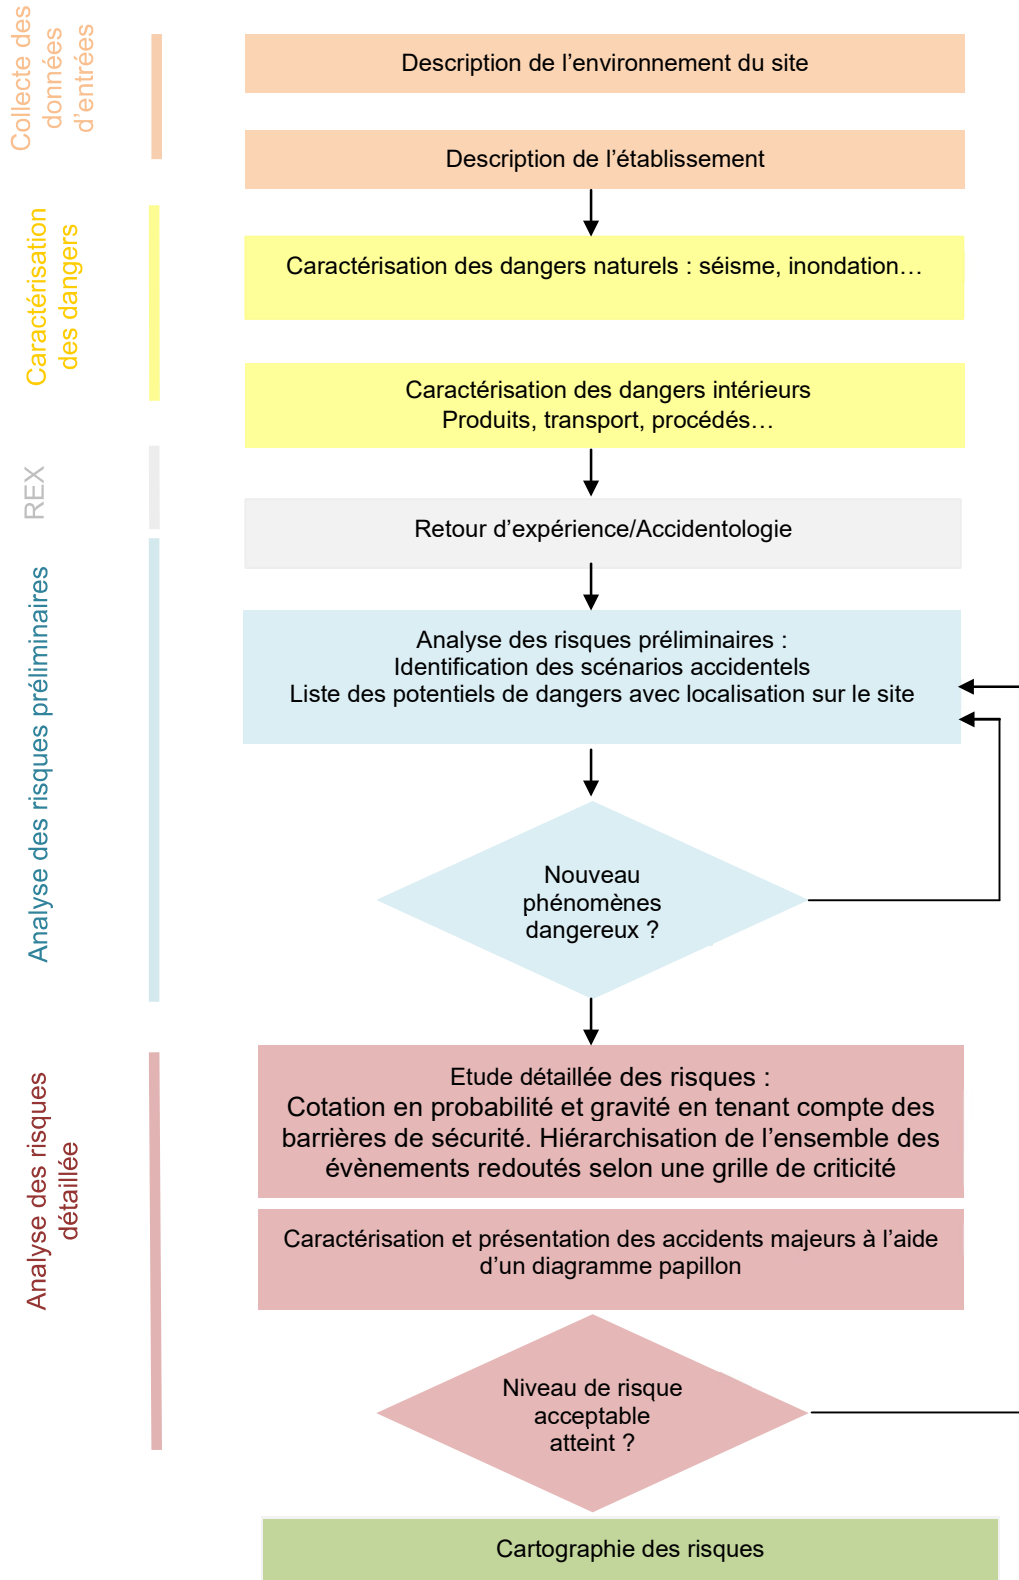 Collecte des
données
d'entrées
Description de l'environnement du site
Description de l'établissement
Caractérisation
des dangers
Caractérisation des dangers naturels : séisme, inondation…
Caractérisation des dangers intérieurs
Produits, transport, procédés…
REX
Retour d'expérience/Accidentologie
Analyse des risques préliminaires
Analyse des risques préliminaires :
Identification des scénarios accidentels
Liste des potentiels de dangers avec localisation sur le site
Nouveau
phénomènes
dangereux ?
Analyse des risques
détaillée
Etude détaillée des risques :
Cotation en probabilité et gravité en tenant compte des
barrières de sécurité. Hiérarchisation de l'ensemble des
évènements redoutés selon une grille de criticité
Caractérisation et présentation des accidents majeurs à l'aide
d'un diagramme papillon
Niveau de risque
acceptable
atteint ?
Cartographie des risques